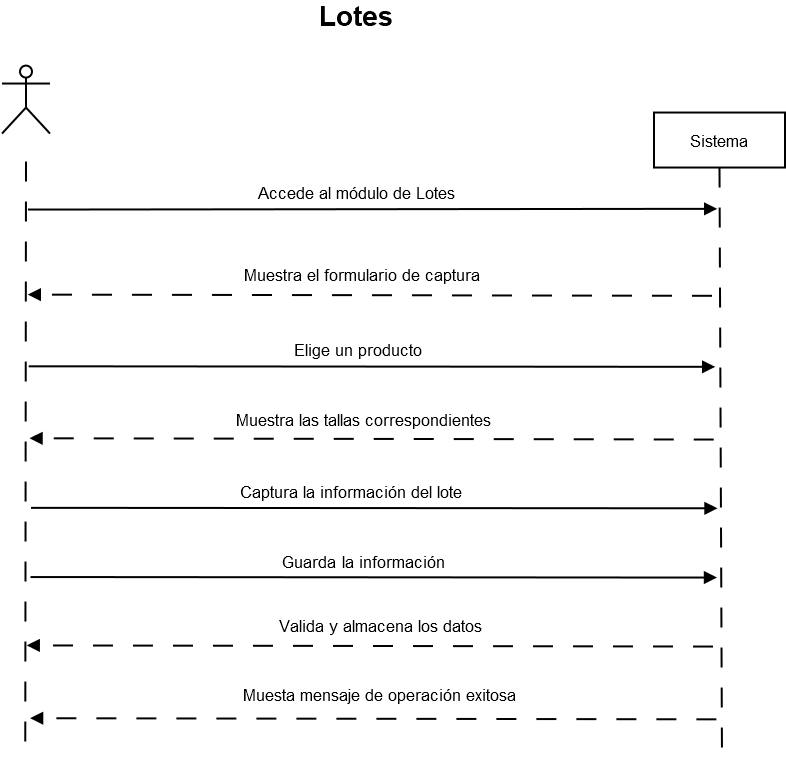 Lotes
Sistema
Accede al módulo de Lotes
Muestra el formulario de captura
Elige un producto
Muestra las tallas correspondientes
Captura la información del lote
Guarda la información
Valida y almacena los datos
Muesta mensaje de operación exitosa